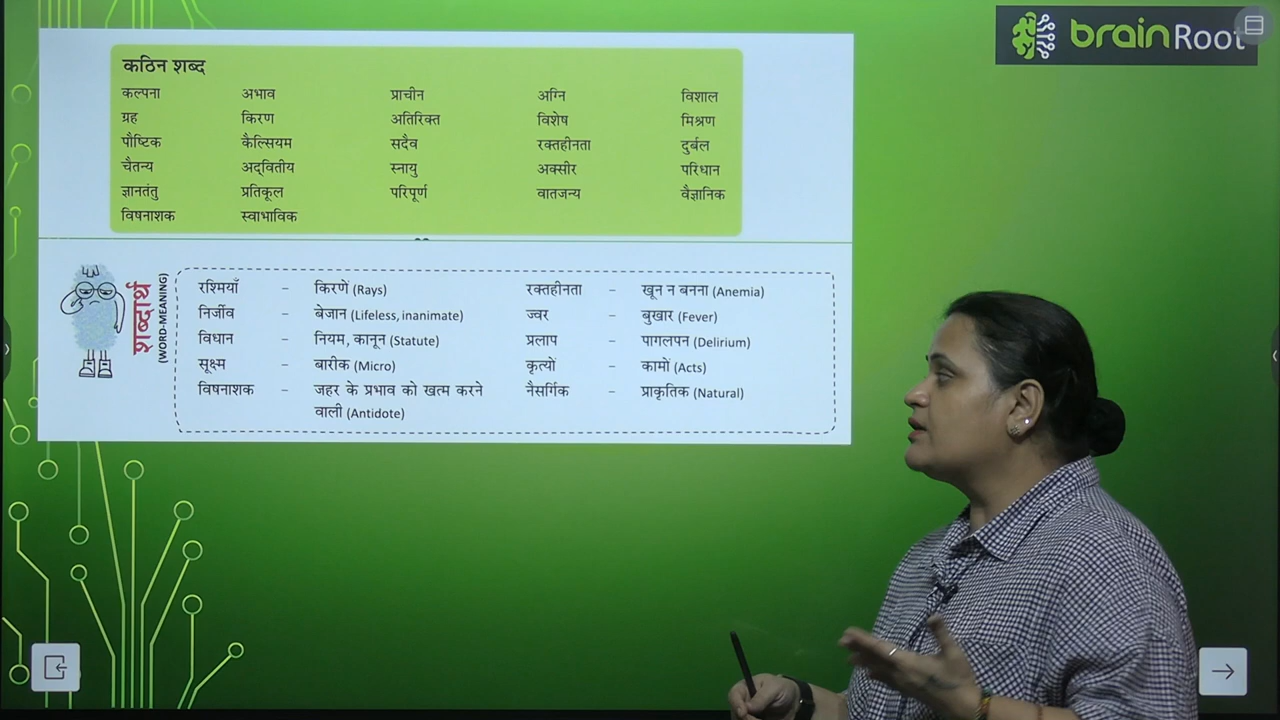 brainRoot
कठिन शब्द
कल्पना अभाव प्राचीन अग्नि विशाल
ग्रह किरण अतिरिक्त विशेष मिश्रण
पौष्टिक कैल्सियम सदैव रक्तहीनता दुर्बल
चैतन्य अद्‌वितीय स्नायु अक्सीर परिधान
ज्ञानतंतु प्रतिकूल परिपूर्ण वातजन्य वैज्ञानिक
विषनाशक स्वाभाविक
शब्दार्थ
(WORD-MEANING)
रश्मियाँ – किरणें (Rays) रक्तहीनता – खून न बनना (Anemia)
निर्जीव – बेजान (Lifeless, inanimate) ज्वर – बुखार (Fever)
विधान – नियम, कानून (Statute) प्रलाप – पागलपन (Delirium)
सूक्ष्म – बारीक (Micro) कृत्यों – कामों (Acts)
विषनाशक – जहर के प्रभाव को खत्म करने नैसर्गिक – प्राकृतिक (Natural)
वाली (Antidote)